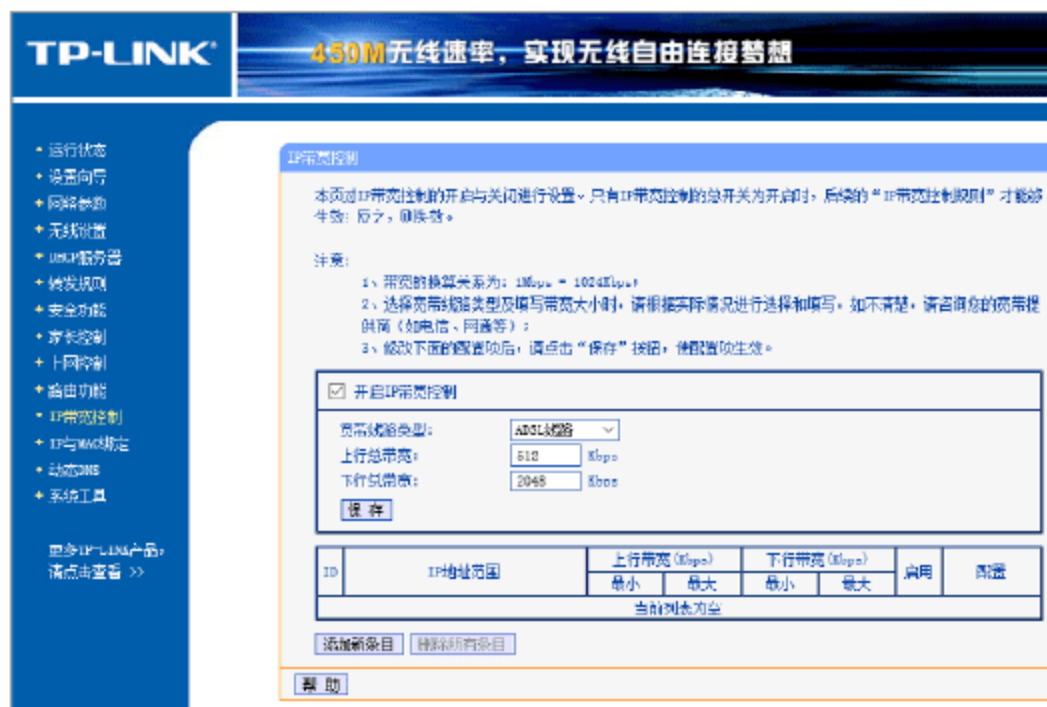 TP-LINK
450M无线速率，实现无线自由连接梦想
运行状态
设置向导
网络参数
无线设置
DHCP服务器
转发规则
安全功能
家长控制
上网控制
路由功能
IP带宽控制
IP与MAC绑定
动态DNS
系统工具
更多TP-LINK产品，
请点击查看 >>
IP带宽控制
本页对IP带宽控制的开启与关闭进行设置。只有IP带宽控制的总开关为开启时，后续的“IP带宽控制规则”才能够
生效；反之，则失效。
注意：
1、带宽的换算关系为：1Mbps = 1024Kbps；
2、选择宽带线路类型及填写带宽大小时，请根据实际情况进行选择和填写，如不清楚，请咨询您的宽带提
供商（如电信、网通等）；
3、修改下面的配置项后，请点击“保存”按钮，使配置项生效。
开启IP带宽控制
宽带线路类型： ADSL线路
上行总带宽： 512 Kbps
下行总带宽： 2048 Kbps
保 存
ID IP地址范围 上行带宽(Kbps) 下行带宽(Kbps) 启用 配置
最小 最大 最小 最大
当前列表为空
添加新条目 删除所有条目
帮 助